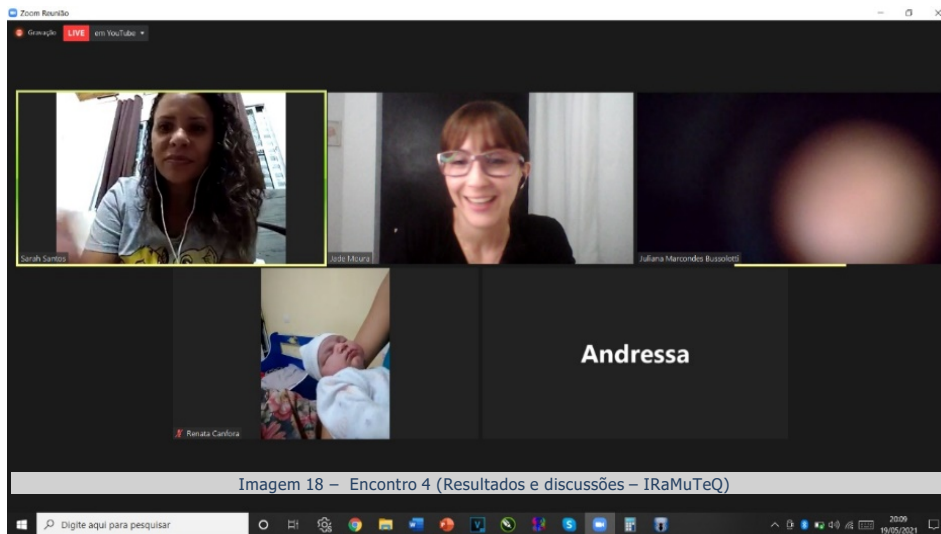 Zoom Reunião
Gravação LIVE em YouTube
Sarah Santos
Jade Moura
Juliana Marcondes Bussolotti
Renata Canfora
Andressa
Imagem 18 – Encontro 4 (Resultados e discussões – IRaMuTeQ)
Digite aqui para pesquisar
20:09
19/05/2021